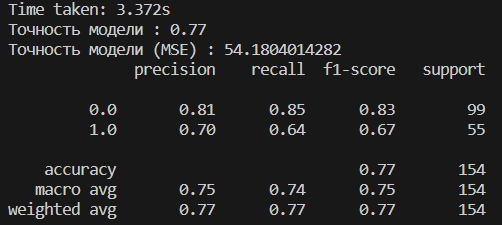 Time taken: 3.372s
Точность модели : 0.77
Точность модели (MSE) : 54.1804014282
precision recall f1-score support
0.0 0.81 0.85 0.83 99
1.0 0.70 0.64 0.67 55
accuracy 0.77 154
macro avg 0.75 0.74 0.75 154
weighted avg 0.77 0.77 0.77 154